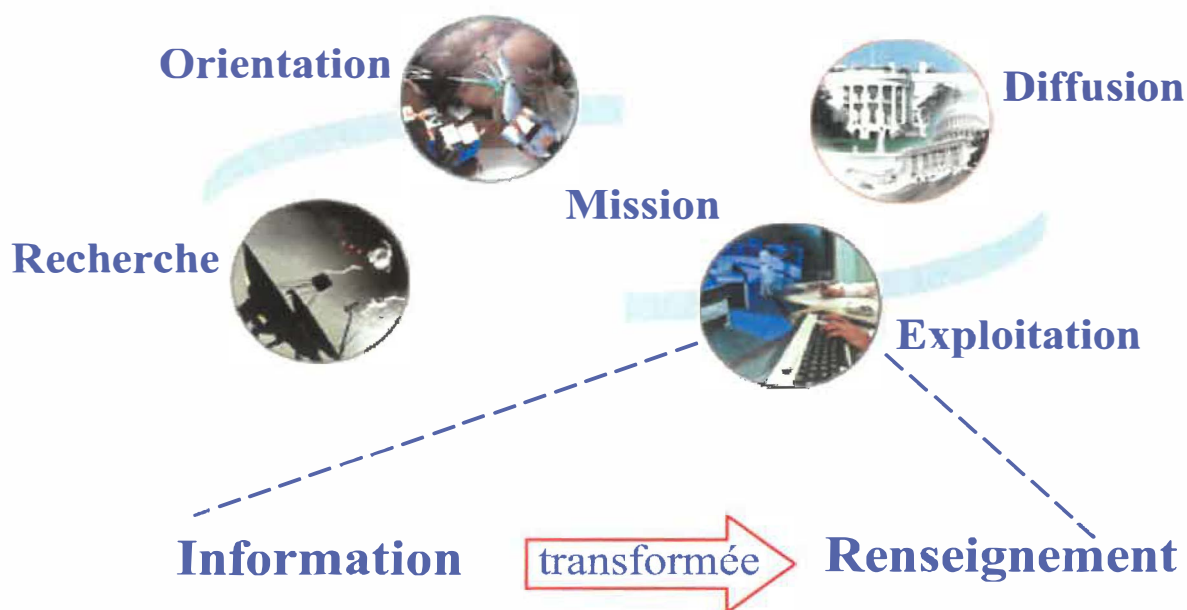 Orientation
Diffusion
Mission
Recherche
Exploitation
Information
transformée
Renseignement